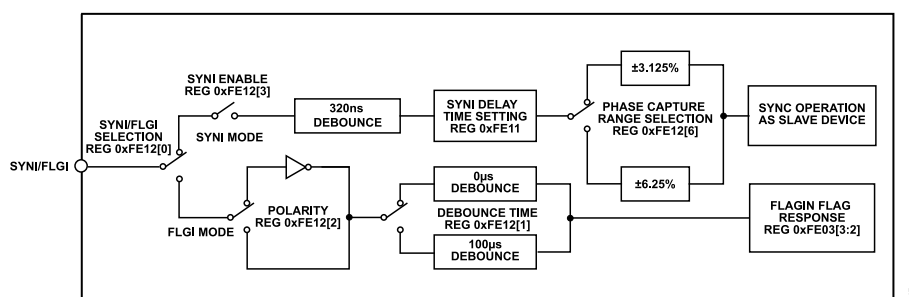 SYNI/FLGI
SYNI/FLGI
SELECTION
REG 0xFE12[0]
SYNI ENABLE
REG 0xFE12[3]
SYNI MODE
320ns
DEBOUNCE
SYNI DELAY
TIME SETTING
REG 0xFE11
±3.125%
PHASE CAPTURE
RANGE SELECTION
REG 0xFE12[6]
±6.25%
SYNC OPERATION
AS SLAVE DEVICE
FLGI MODE
POLARITY
REG 0xFE12[2]
0µs
DEBOUNCE
DEBOUNCE TIME
REG 0xFE12[1]
100µs
DEBOUNCE
FLAGIN FLAG
RESPONSE
REG 0xFE03[3:2]